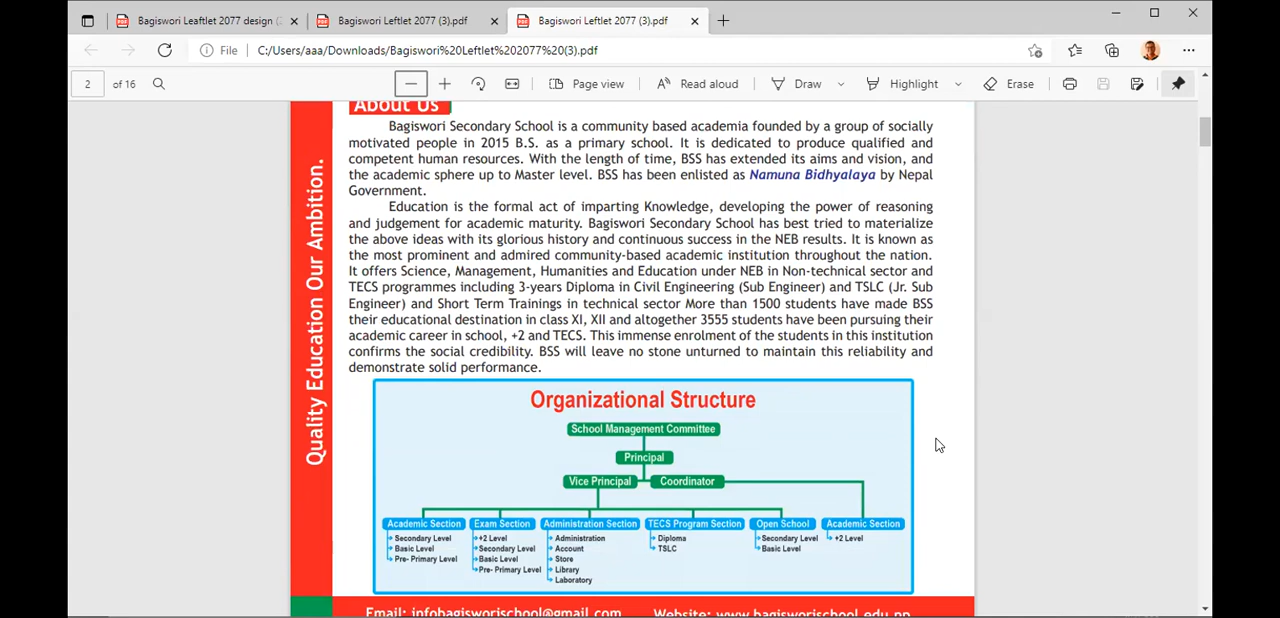 Bagiswori Leaftlet 2077 design (
Bagiswori Leftlet 2077 (3).pdf
Bagiswori Leftlet 2077 (3).pdf
File
C:/Users/aaa/Downloads/Bagiswori%20Leftlet%202077%20(3).pdf
2 of 16
Page view
Read aloud
Draw
Highlight
Erase
About Us
Bagiswori Secondary School is a community based academia founded by a group of socially
motivated people in 2015 B.S. as a primary school. It is dedicated to produce qualified and
competent human resources. With the length of time, BSS has extended its aims and vision, and
the academic sphere up to Master level. BSS has been enlisted as Namuna Bidhyalaya by Nepal
Government.
Education is the formal act of imparting Knowledge, developing the power of reasoning
and judgement for academic maturity. Bagiswori Secondary School has best tried to materialize
the above ideas with its glorious history and continuous success in the NEB results. It is known as
the most prominent and admired community-based academic institution throughout the nation.
It offers Science, Management, Humanities and Education under NEB in Non-technical sector and
TECS programmes including 3-years Diploma in Civil Engineering (Sub Engineer) and TSLC (Jr. Sub
Engineer) and Short Term Trainings in technical sector More than 1500 students have made BSS
their educational destination in class XI, XII and altogether 3555 students have been pursuing their
academic career in school, +2 and TECS. This immense enrolment of the students in this institution
confirms the social credibility. BSS will leave no stone unturned to maintain this reliability and
demonstrate solid performance.
Quality Education Our Ambition.
Organizational Structure
School Management Committee
Principal
Vice Principal
Coordinator
Academic Section
Secondary Level
Basic Level
Pre- Primary Level
Exam Section
+2 Level
Secondary Level
Basic Level
Pre- Primary Level
Administration Section
Administration
Account
Store
Library
Laboratory
TECS Program Section
Diploma
TSLC
Open School
Secondary Level
Basic Level
Academic Section
+2 Level
Email: infobagisworischool@gmail.com
Website: www.bagisworischool.edu.np